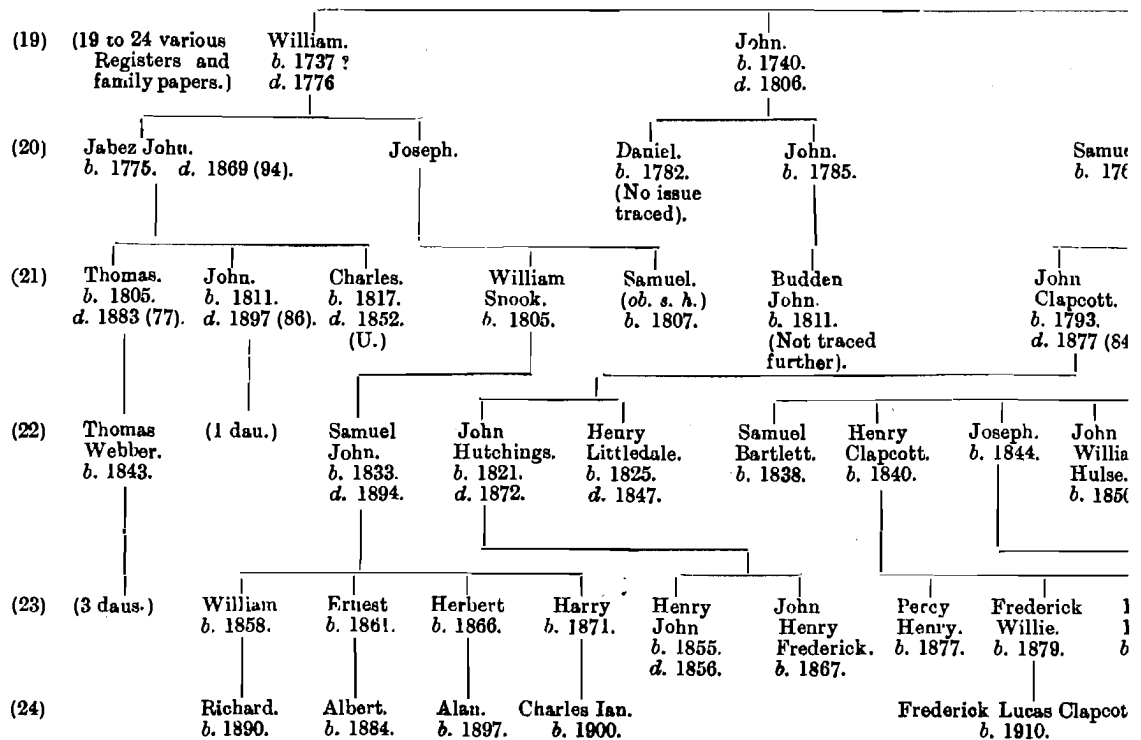 (19) (19 to 24 various Registers and family papers.)
William.
b. 1737 ?
d. 1776
John.
b. 1740.
d. 1806.
(20)
Jabez John.
b. 1775. d. 1869 (94).
Joseph.
Daniel.
b. 1782.
(No issue
traced).
John.
b. 1785.
Samue
b. 176
(21)
Thomas.
b. 1805.
d. 1883 (77).
John.
b. 1811.
d. 1897 (86).
Charles.
b. 1817.
d. 1852.
(U.)
William
Snook.
b. 1805.
Samuel.
(ob. s. h.)
b. 1807.
Budden
John.
b. 1811.
(Not traced
further).
John
Clapcott.
b. 1793.
d. 1877 (84
(22)
Thomas
Webber.
b. 1843.
(1 dau.)
Samuel
John.
b. 1833.
d. 1894.
John
Hutchings.
b. 1821.
d. 1872.
Henry
Littledale.
b. 1825.
d. 1847.
Samuel
Bartlett.
b. 1838.
Henry
Clapcott.
b. 1840.
Joseph.
b. 1844.
John
Willia
Hulse.
b. 1850
(23)
(3 daus.)
William
b. 1858.
Ernest
b. 1861.
Herbert
b. 1866.
Harry
b. 1871.
Henry
John
b. 1855.
d. 1856.
John
Henry
Frederick.
b. 1867.
Percy
Henry.
b. 1877.
Frederick
Willie.
b. 1879.
b
(24)
Richard.
b. 1890.
Albert.
b. 1884.
Alan.
b. 1897.
Charles Ian.
b. 1900.
Frederick Lucas Clapcot
b. 1910.